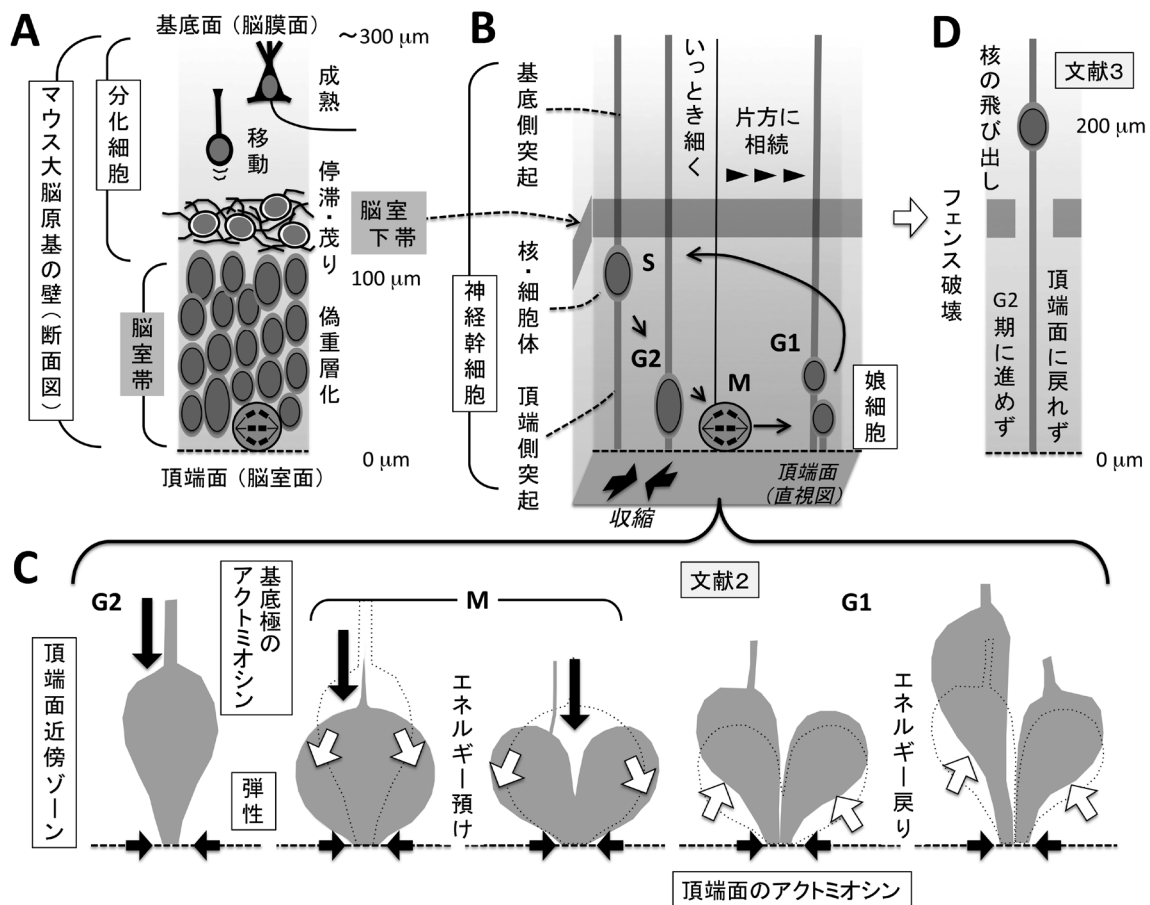 A
基底面（脳膜面）
～300 μm
マウス大脳原基の壁（断面図）
分化細胞
成熟
移動
停滞・茂り
脳室下帯
100 μm
脳室帯
偽重層化
0 μm
頂端面（脳室面）
B
神経幹細胞
基底側突起
核・細胞体
頂端側突起
いっとき細く
片方に
相続
S
G2
M
G1
娘細胞
頂端面
（直視図）
収縮
D
核の飛び出し
文献３
200 μm
フェンス破壊
G2期に進めず
頂端面に戻れず
0 μm
C
文献２
頂端面近傍ゾーン
G2
基底極の
アクトミオシン
M
G1
弾性
エネルギー預け
エネルギー戻り
頂端面のアクトミオシン